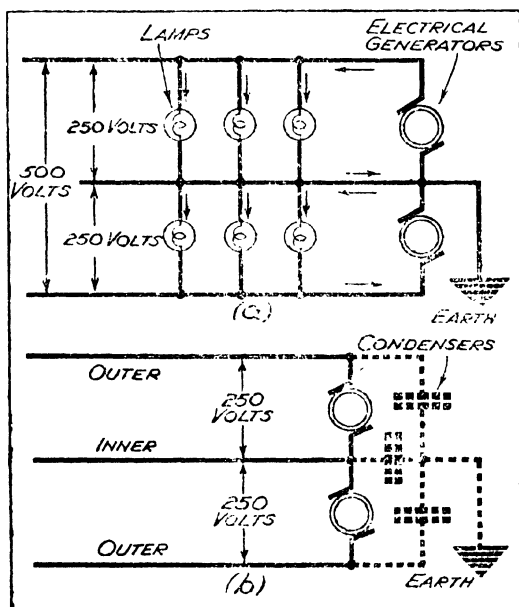 LAMPS
ELECTRICAL
GENERATORS
250 VOLTS
500
VOLTS
250 VOLTS
(a)
EARTH
CONDENSERS
OUTER
250
VOLTS
INNER
250
VOLTS
OUTER
(b)
EARTH